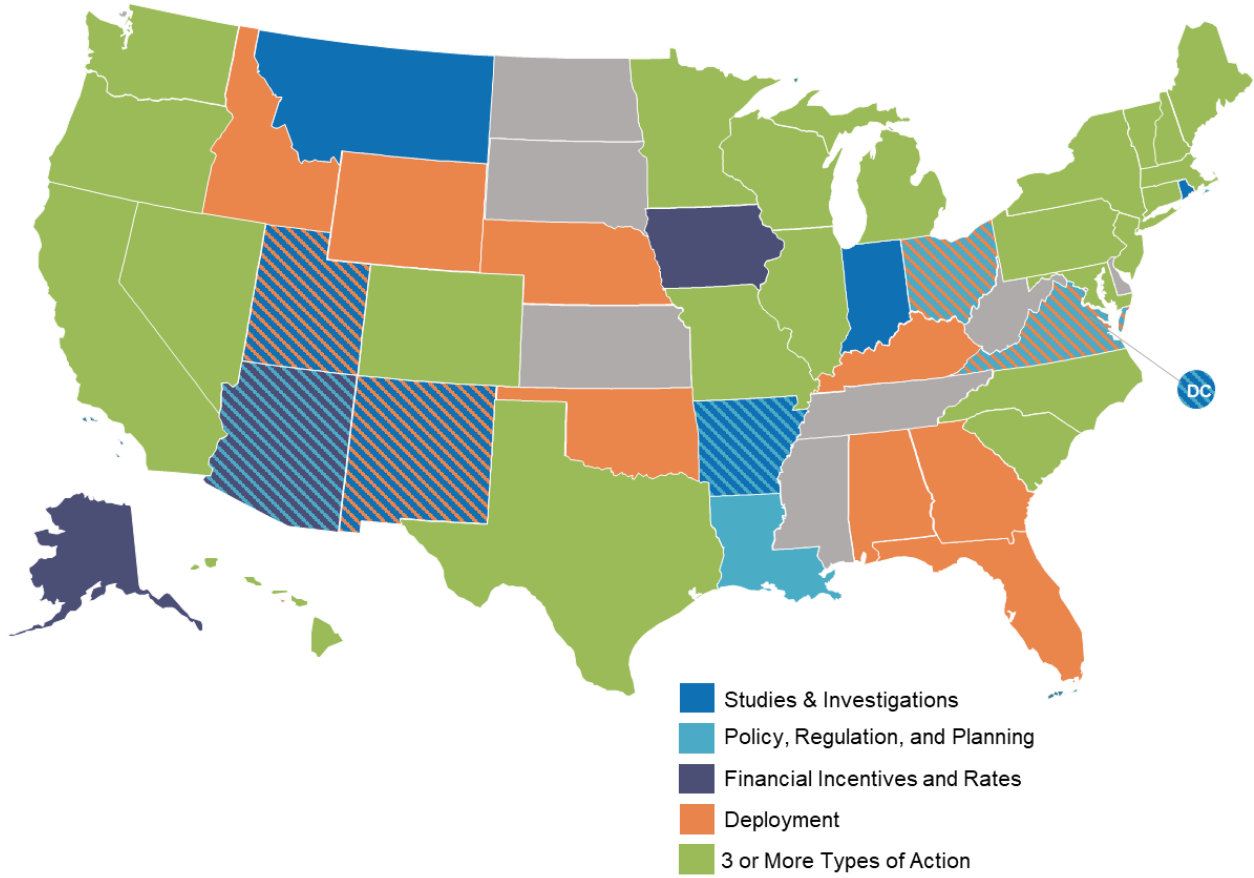 DC
Studies & Investigations
Policy, Regulation, and Planning
Financial Incentives and Rates
Deployment
3 or More Types of Action